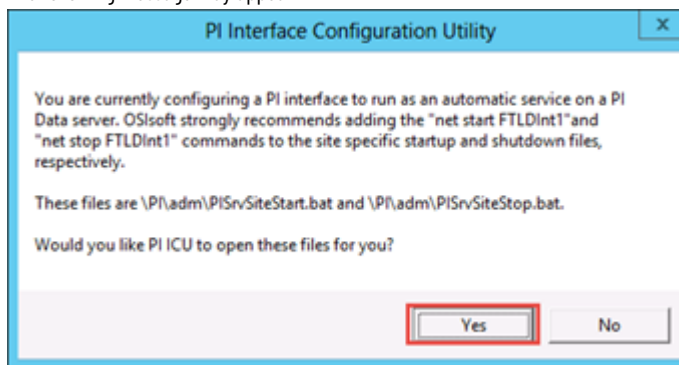 PI Interface Configuration Utility
x
You are currently configuring a PI interface to run as an automatic service on a PI
Data server. OSIsoft strongly recommends adding the "net start FTLDInt1"and
"net stop FTLDInt1" commands to the site specific startup and shutdown files,
respectively.
These files are \PI\adm\PISrvSiteStart.bat and \PI\adm\PISrvSiteStop.bat.
Would you like PI ICU to open these files for you?
Yes No